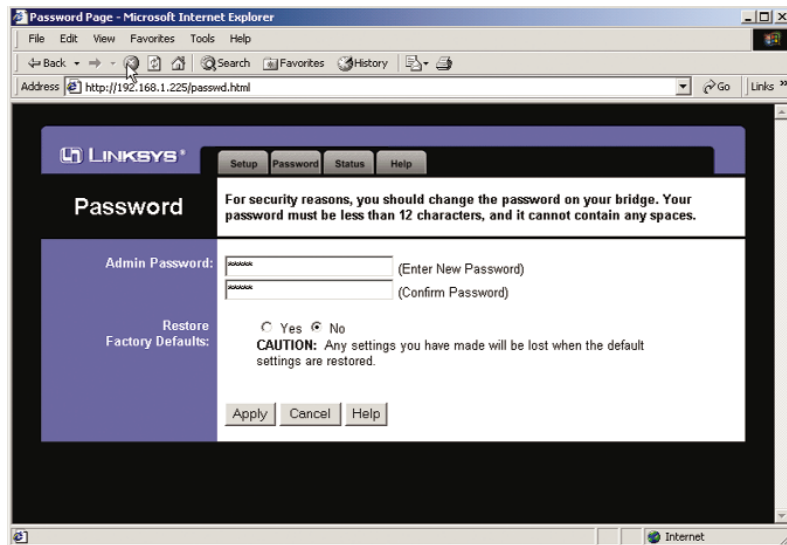 Password Page - Microsoft Internet Explorer
File Edit View Favorites Tools Help
Back Search Favorites History
Address http://192.168.1.225/passwd.html Go Links »
LINKSYS®
Setup Password Status Help
Password
For security reasons, you should change the password on your bridge. Your
password must be less than 12 characters, and it cannot contain any spaces.
Admin Password: ***** (Enter New Password)
***** (Confirm Password)
Restore
Factory Defaults:
Yes No
CAUTION: Any settings you have made will be lost when the default
settings are restored.
Apply Cancel Help
Internet